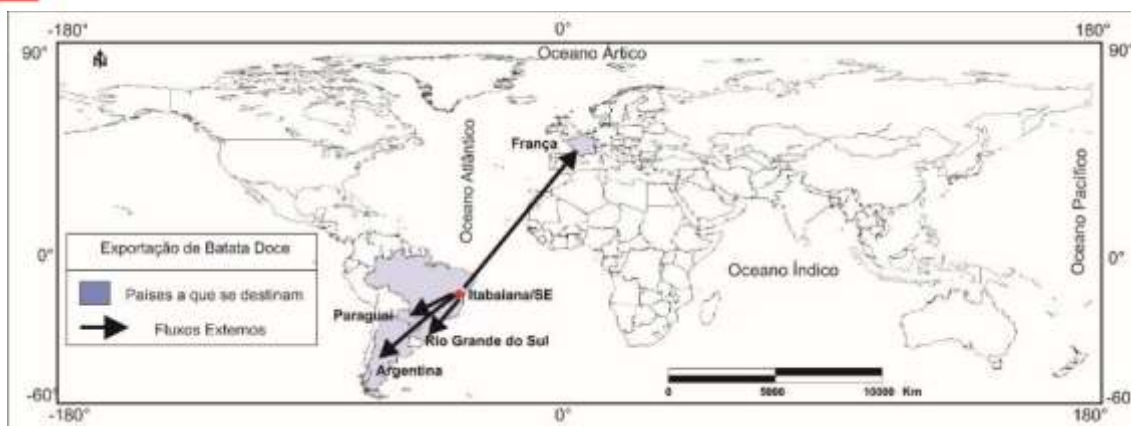 -180°
0°
180°
90°
90°
N
Oceano Ártico
França
Oceano Atlântico
Oceano Pacífico
Exportação de Batata Doce
0°
0°
Oceano Índico
Países a que se destinam
Itabaiana/SE
Paraguai
Fluxos Externos
Rio Grande do Sul
Argentina
0
5000
10000 Km
-60°
-60°
-180°
0°
180°